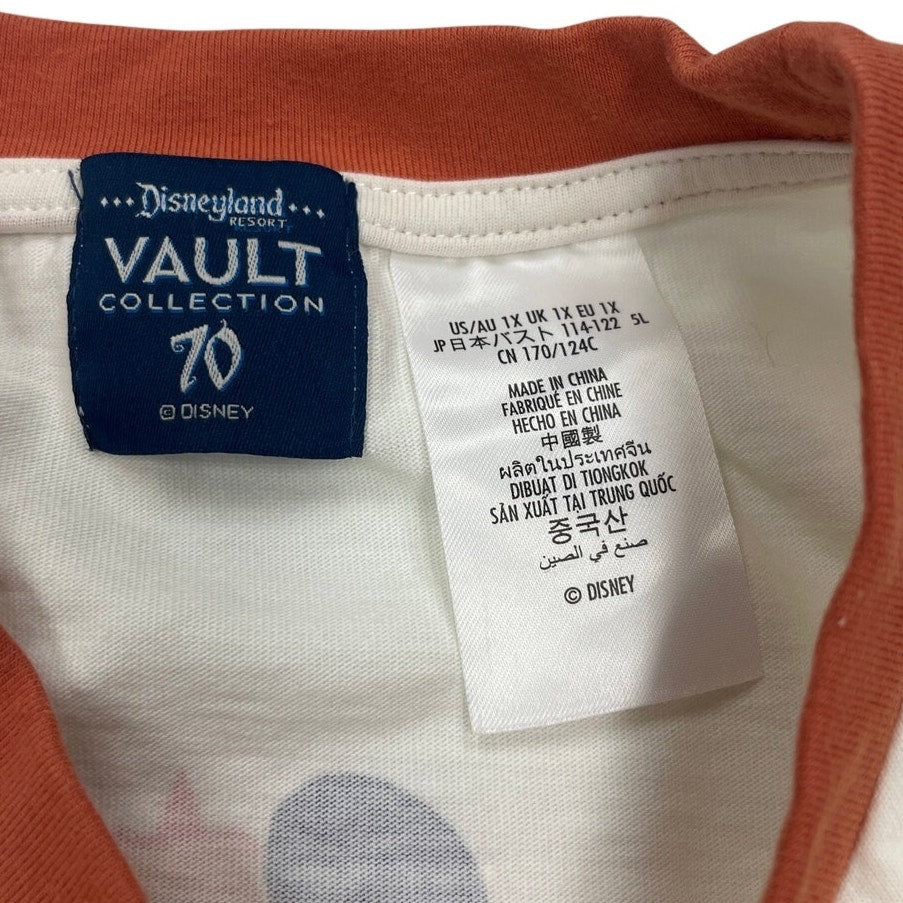 Disneyland
RESORT
VAULT
COLLECTION
70
© DISNEY
US/AU 1X UK 1X EU 1X
JP 日本バスト 114-122 5L
CN 170/124C
MADE IN CHINA
FABRIQUÉ EN CHINE
HECHO EN CHINA
中國製
ผลิตในประเทศจีน
DIBUAT DI TIONGKOK
SẢN XUẤT TẠI TRUNG QUỐC
중국산
صنع في الصين
© DISNEY